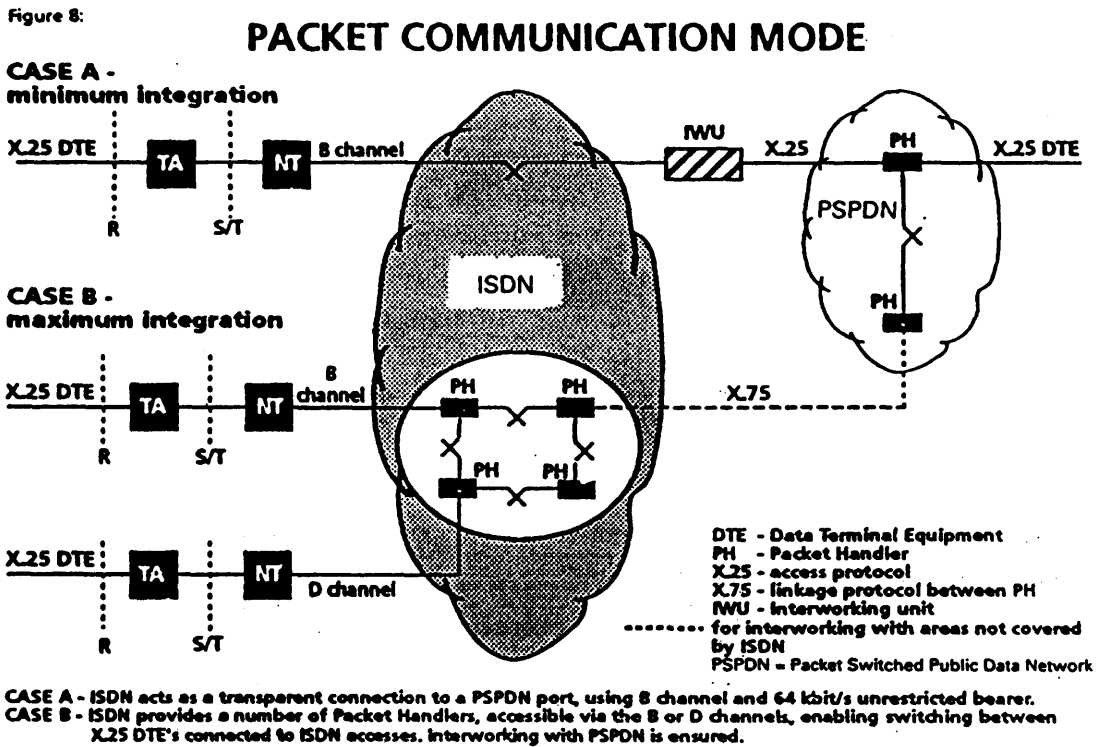 Figure 8:
PACKET COMMUNICATION MODE
CASE A -
minimum integration
X.25 DTE
TA
NT
B channel
IWU
X.25
PH
X.25 DTE
R
S/T
PSPDN
ISDN
PH
CASE B -
maximum integration
X.25 DTE
TA
NT
B
channel
PH
PH
X.75
R
S/T
PH
PH
X.25 DTE
TA
NT
D channel
R
S/T
DTE - Data Terminal Equipment
PH - Packet Handler
X.25 - access protocol
X.75 - linkage protocol between PH
IWU - Interworking unit
for interworking with areas not covered
by ISDN
PSPDN = Packet Switched Public Data Network
CASE A - ISDN acts as a transparent connection to a PSPDN port, using B channel and 64 kbit/s unrestricted bearer.
CASE B - ISDN provides a number of Packet Handlers, accessible via the B or D channels, enabling switching between
X.25 DTE's connected to ISDN accesses. Interworking with PSPDN is ensured.